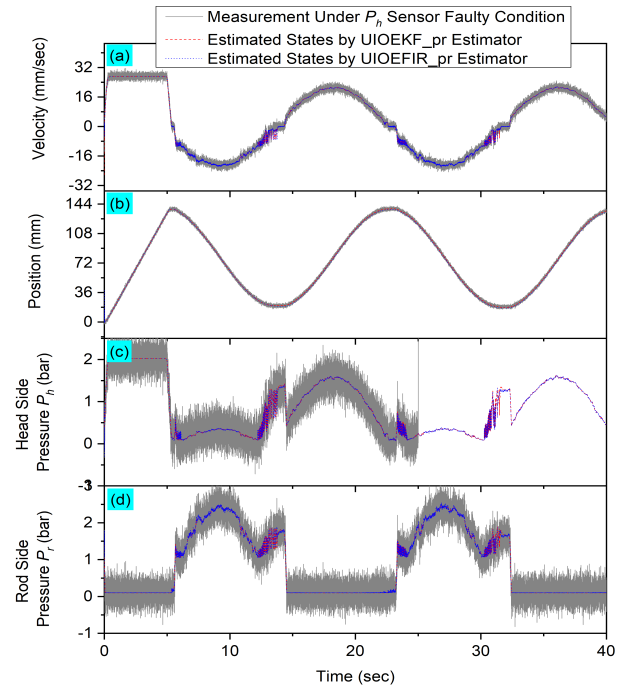 Measurement Under Ph Sensor Faulty Condition
Estimated States by UIOEKF_pr Estimator
Estimated States by UIOEFIR_pr Estimator
(a)
Velocity (mm/sec)
32
16
0
-16
-32
(b)
Position (mm)
144
108
72
36
0
(c)
Head Side
Pressure Ph (bar)
2
1
0
-1
(d)
Rod Side
Pressure Pr (bar)
3
2
1
0
-1
0
10
20
30
40
Time (sec)